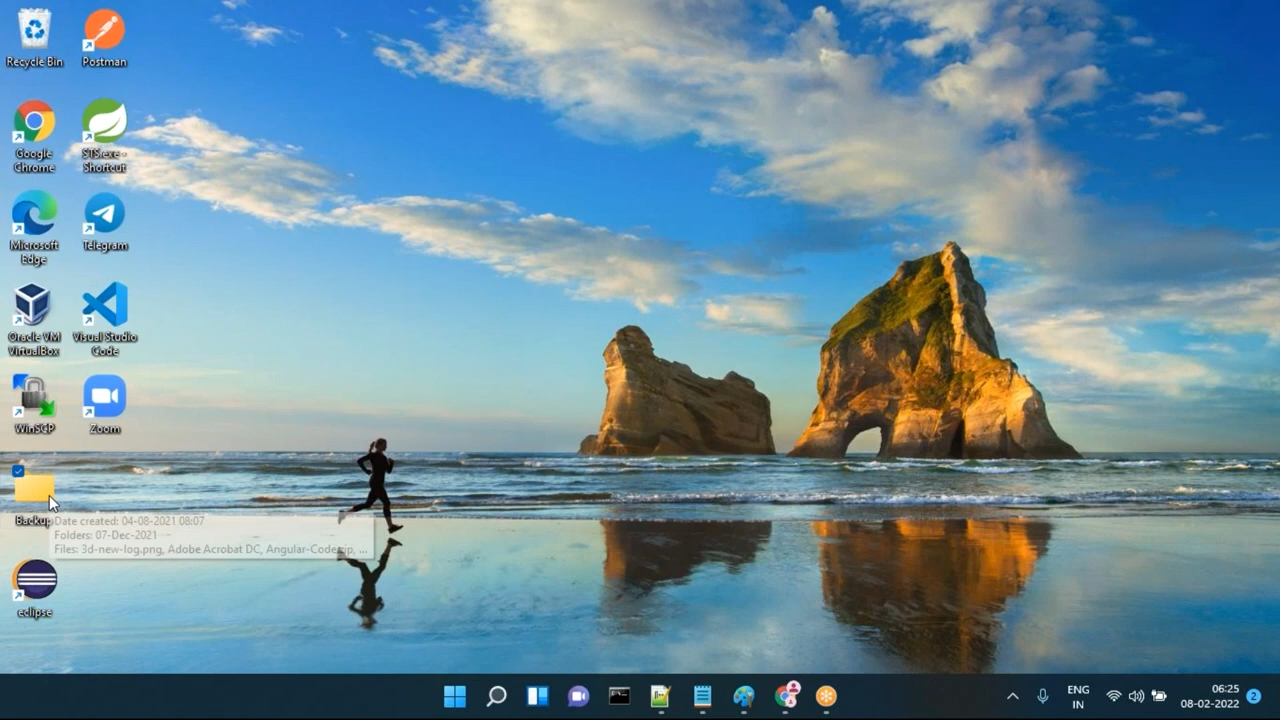 Recycle Bin
Postman
Google
Chrome
STS.exe -
Shortcut
Microsoft
Edge
Telegram
Oracle VM
VirtualBox
Visual Studio
Code
WinSCP
Zoom
Backup
Date created: 04-08-2021 08:07
Folders: 07-Dec-2021
Files: 3d-new-log.png, Adobe Acrobat DC, Angular-Code.zip, ...
eclipse
ENG
IN
06:25
08-02-2022
2